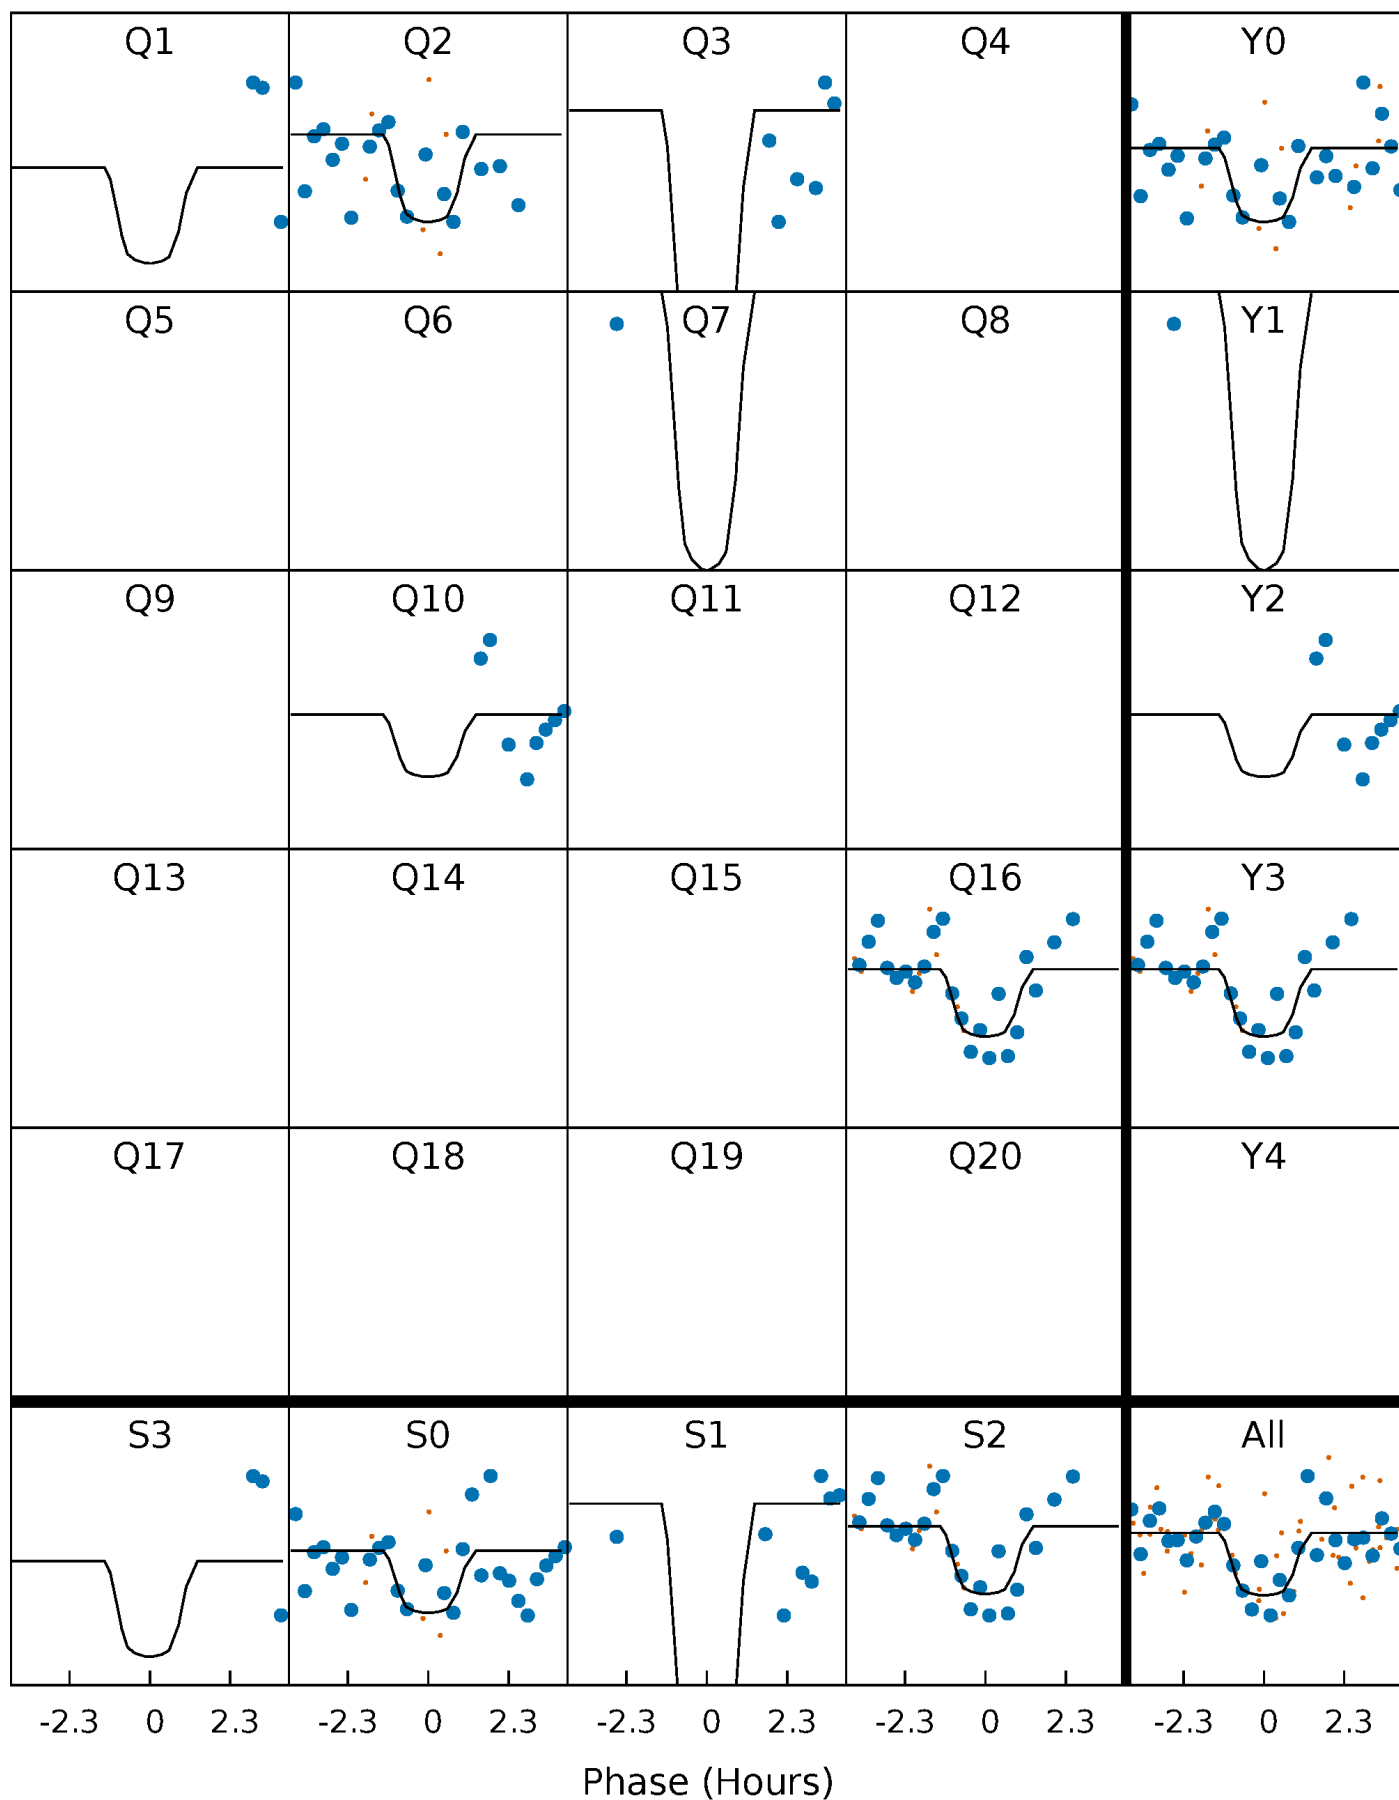 Q1 Q2 Q3 Q4 Y0
Q5 Q6 Q7 Q8 Y1
Q9 Q10 Q11 Q12 Y2
Q13 Q14 Q15 Q16 Y3
Q17 Q18 Q19 Q20 Y4
S3 S0 S1 S2 All
-2.3 0 2.3 -2.3 0 2.3 -2.3 0 2.3 -2.3 0 2.3 -2.3 0 2.3
Phase (Hours)